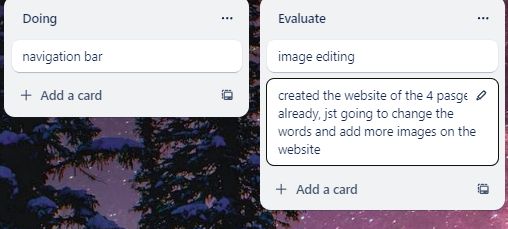 Doing
navigation bar
Add a card
Evaluate
image editing
created the website of the 4 pasge
already, jst going to change the
words and add more images on the
website
Add a card